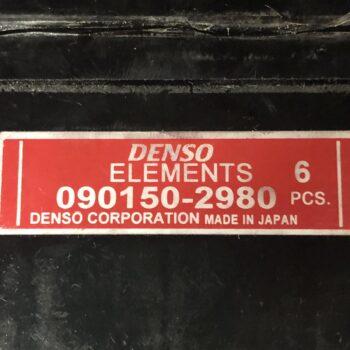 DENSO
ELEMENTS 6
090150-2980 PCS.
DENSO CORPORATION MADE IN JAPAN